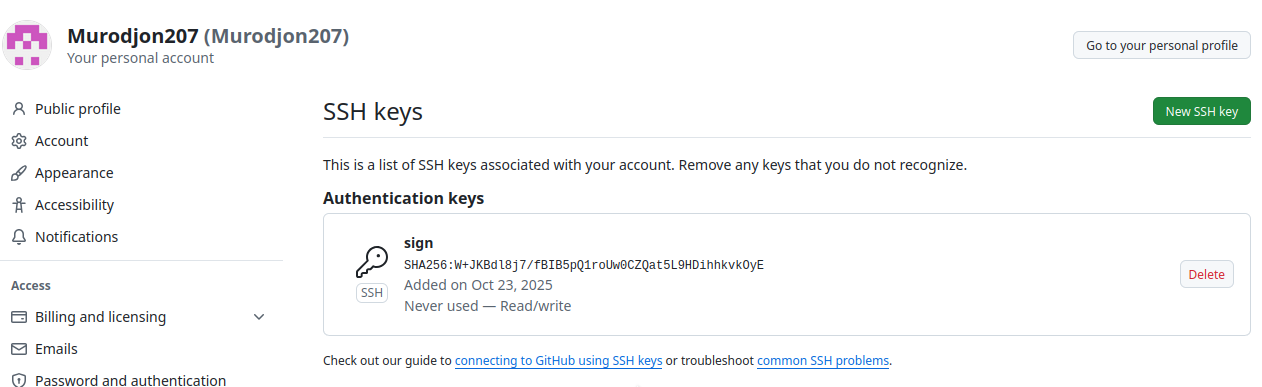 Murodjon207 (Murodjon207)
Your personal account
Go to your personal profile
Public profile
Account
Appearance
Accessibility
Notifications
Access
Billing and licensing
Emails
Password and authentication
SSH keys
New SSH key
This is a list of SSH keys associated with your account. Remove any keys that you do not recognize.
Authentication keys
sign
SHA256:W+JKBdl8j7/fBIB5pQ1roUw0CZQat5L9HDihhkvkOyE
Added on Oct 23, 2025
Never used — Read/write
SSH
Delete
Check out our guide to connecting to GitHub using SSH keys or troubleshoot common SSH problems.